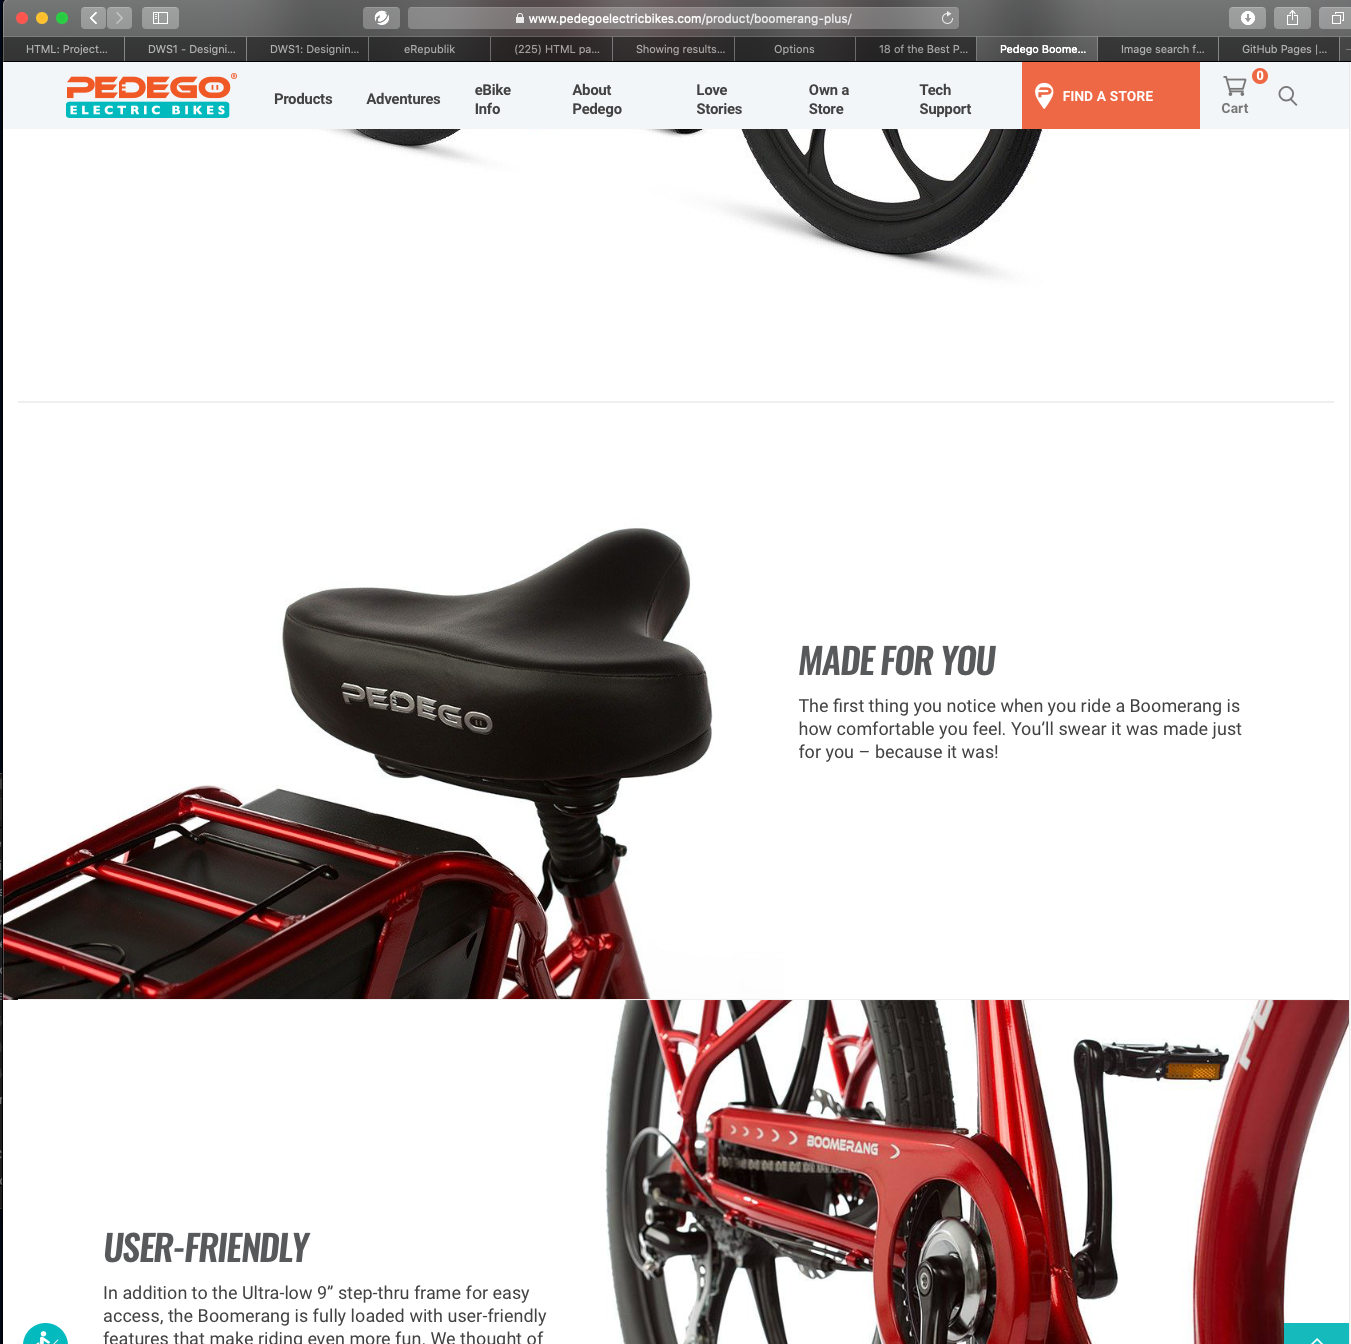 www.pedegoelectricbikes.com/product/boomerang-plus/
HTML: Project...
DWS1 - Designi...
DWS1: Designin...
eRepublik
(225) HTML pa...
Showing results...
Options
18 of the Best P...
Pedego Boome...
Image search f...
GitHub Pages |...
PEDEGO®
ELECTRIC BIKES
Products
Adventures
eBike
Info
About
Pedego
Love
Stories
Own a
Store
Tech
Support
FIND A STORE
0
Cart
PEDEGO
MADE FOR YOU
The first thing you notice when you ride a Boomerang is
how comfortable you feel. You’ll swear it was made just
for you – because it was!
BOOMERANG
USER-FRIENDLY
In addition to the Ultra-low 9” step-thru frame for easy
access, the Boomerang is fully loaded with user-friendly
features that make riding even more fun. We thought of